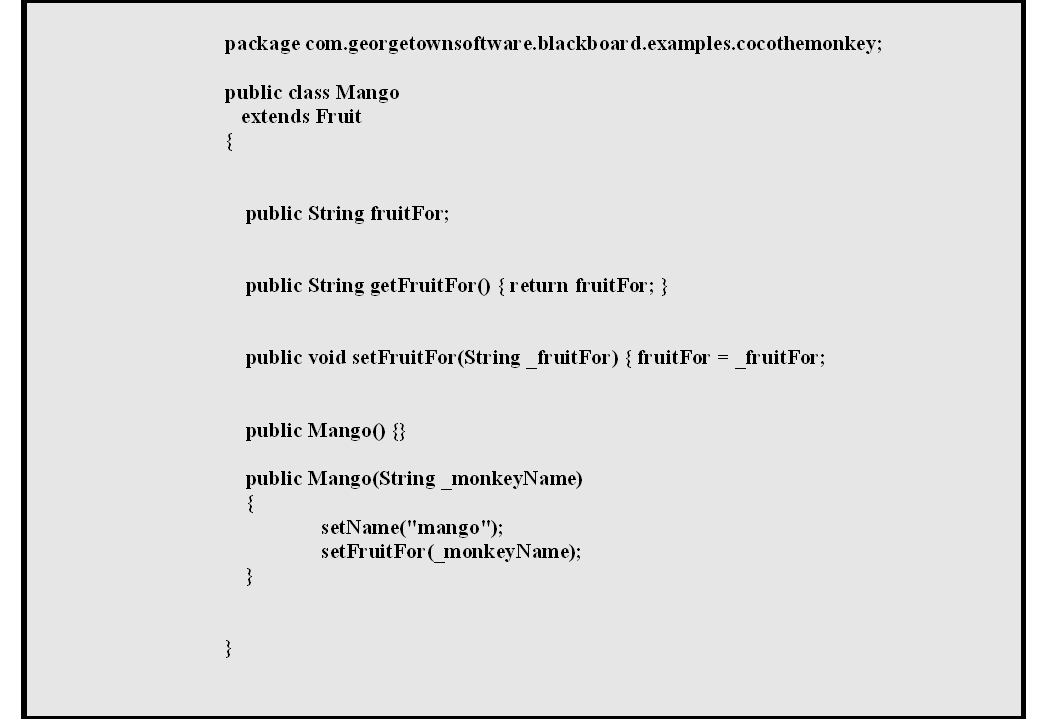 package com.georgetownsoftware.blackboard.examples.cocothemonkey;
public class Mango
extends Fruit
{
public String fruitFor;
public String getFruitFor() { return fruitFor; }
public void setFruitFor(String _fruitFor) { fruitFor = _fruitFor;
public Mango() {}
public Mango(String _monkeyName)
{
setName("mango");
setFruitFor(_monkeyName);
}
}